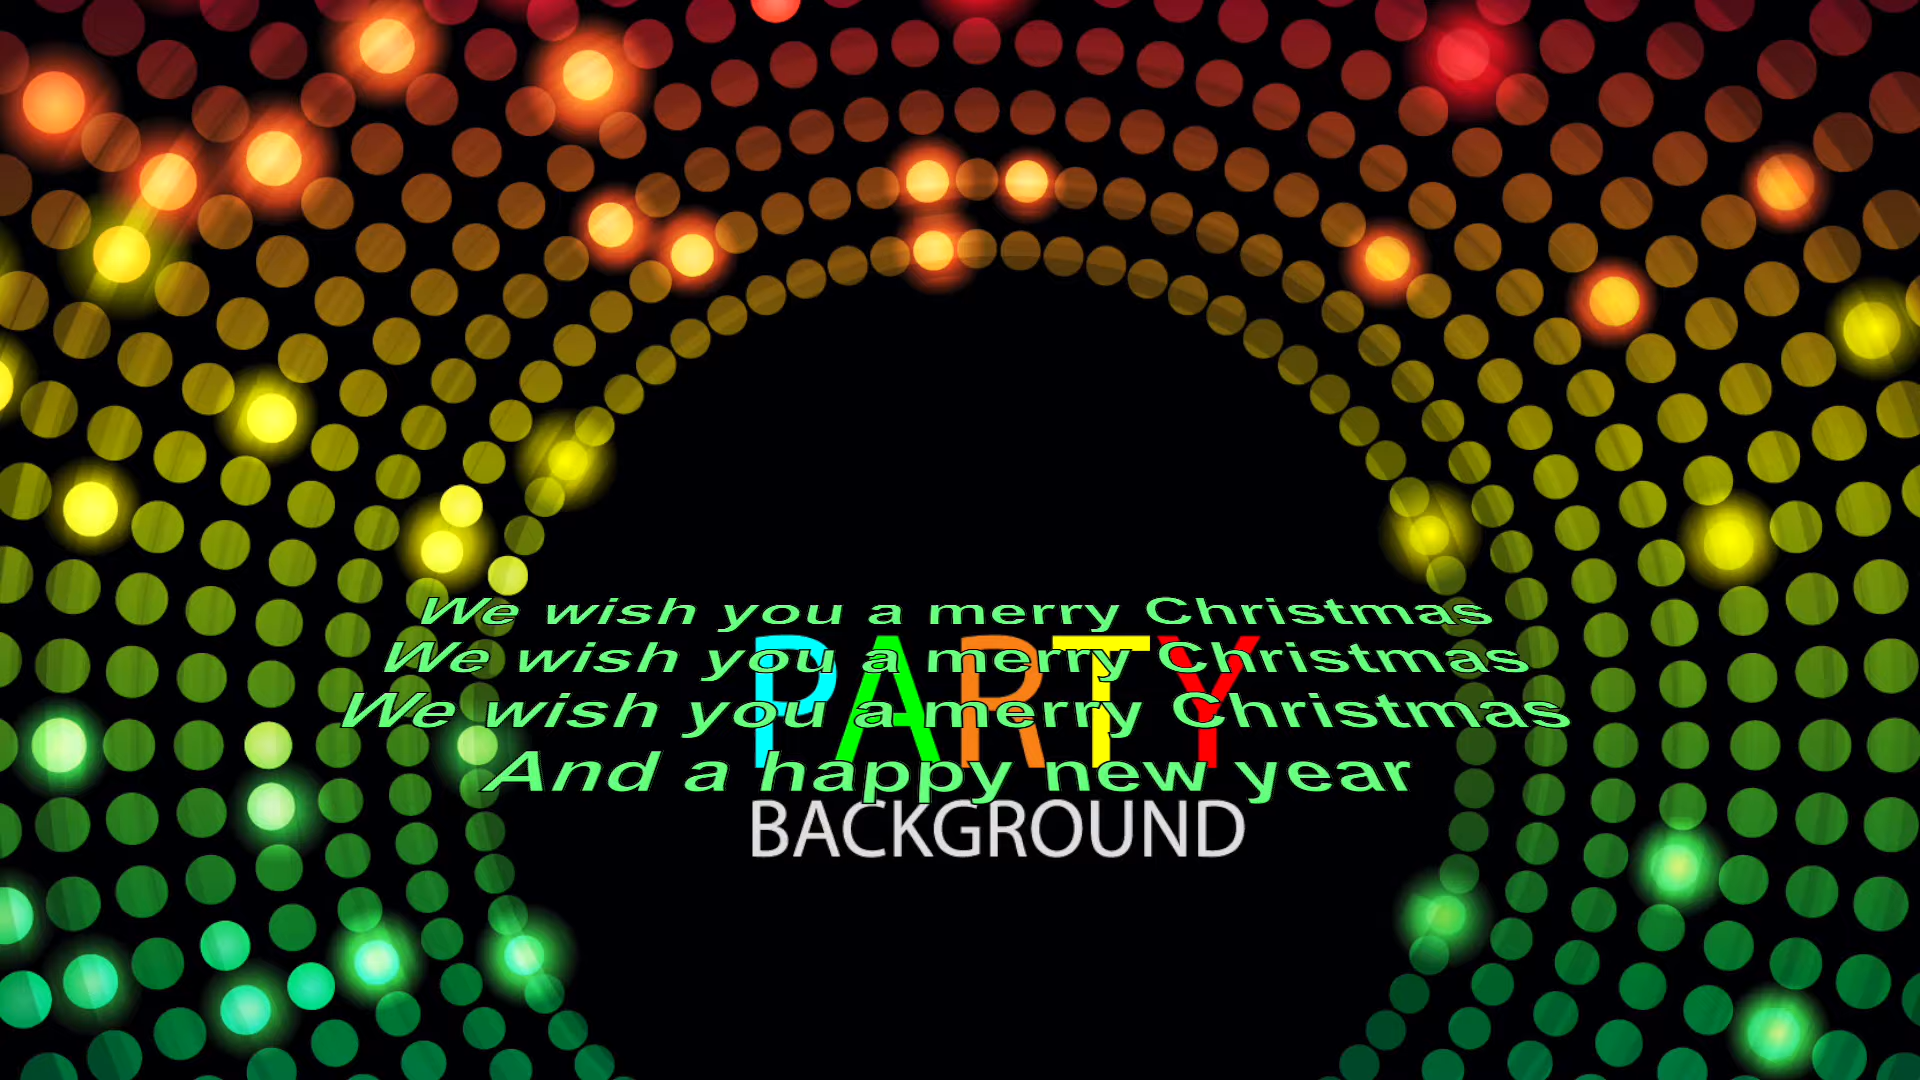 We wish you a merry Christmas
We wish you a merry Christmas
We wish you a merry Christmas
And a happy new year
PARTY
BACKGROUND